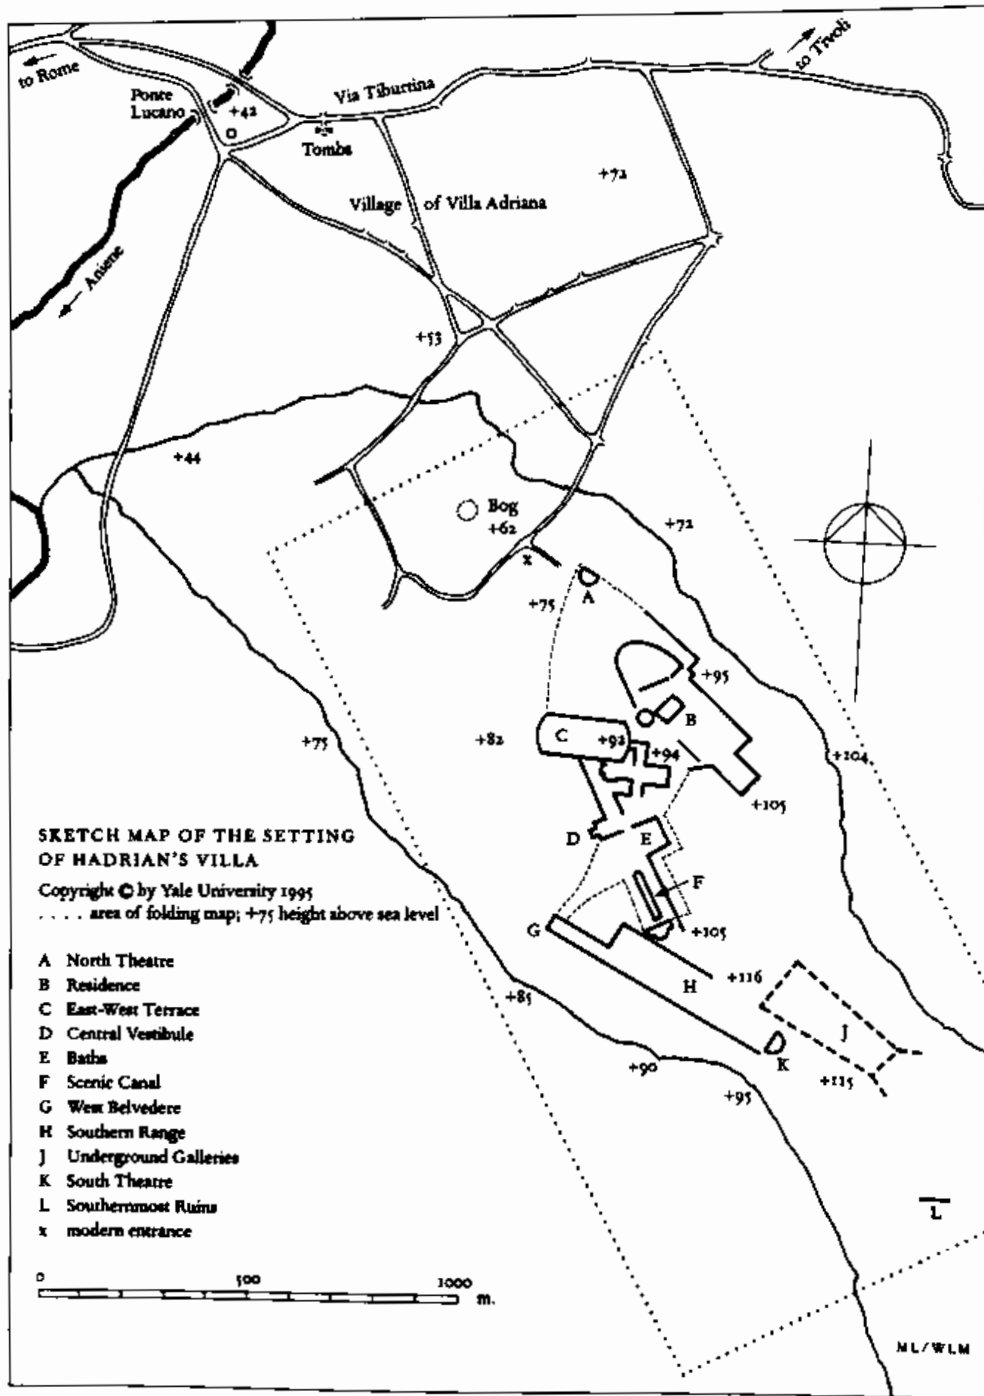 to Rome
Ponte
Lucano
+42
Via Tiburtina
to Tivoli
Tombs
+72
Village of Villa Adriana
Aniene
+53
+44
Bog
+62
+72
x
A
+75
+95
B
C
+92
+82
+94
+75
+104
+105
D
E
F
G
+105
H
+116
+85
J
K
+115
+90
+95
L
SKETCH MAP OF THE SETTING
OF HADRIAN'S VILLA
Copyright © by Yale University 1995
. . . . area of folding map; +75 height above sea level
A North Theatre
B Residence
C East-West Terrace
D Central Vestibule
E Baths
F Scenic Canal
G West Belvedere
H Southern Range
J Underground Galleries
K South Theatre
L Southernmost Ruins
x modern entrance
0 500 1000
m.
ML/WLM